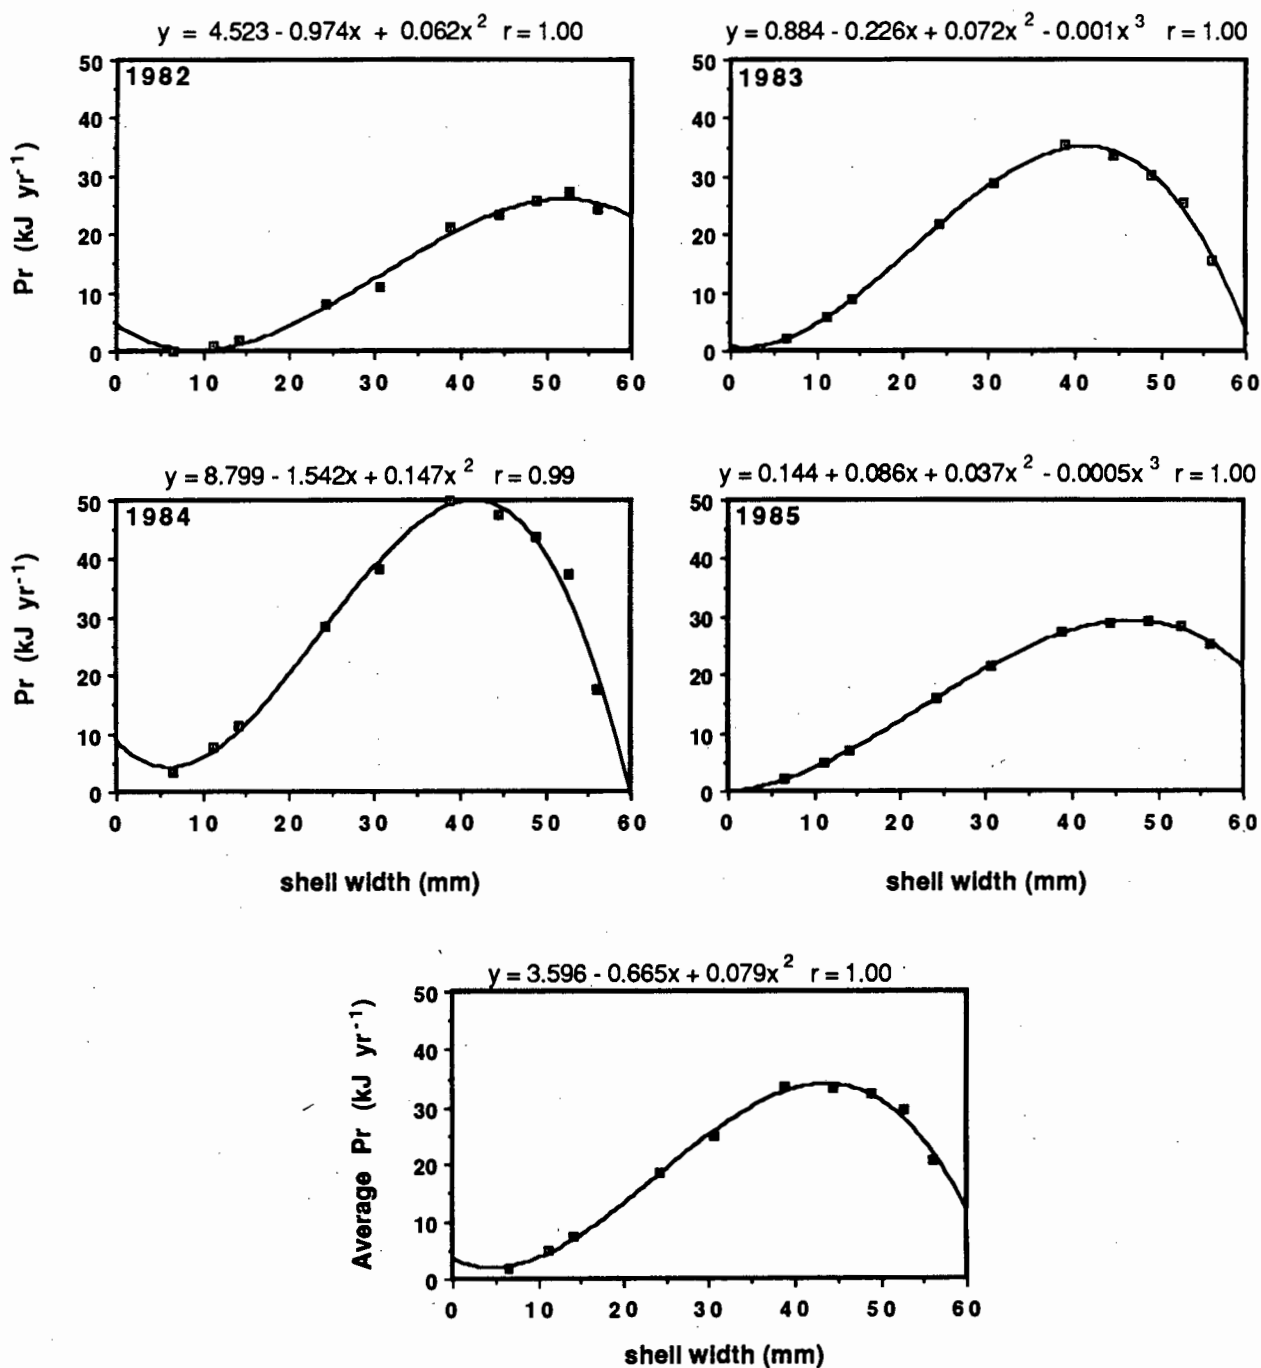 y = 4.523 - 0.974x + 0.062x² r = 1.00
y = 0.884 - 0.226x + 0.072x² - 0.001x³ r = 1.00
1982
1983
Pr (kJ yr⁻¹)
50
40
30
20
10
0
0 10 20 30 40 50 60
50
40
30
20
10
0
0 10 20 30 40 50 60
y = 8.799 - 1.542x + 0.147x² r = 0.99
y = 0.144 + 0.086x + 0.037x² - 0.0005x³ r = 1.00
1984
1985
Pr (kJ yr⁻¹)
50
40
30
20
10
0
0 10 20 30 40 50 60
50
40
30
20
10
0
0 10 20 30 40 50 60
shell width (mm)
shell width (mm)
y = 3.596 - 0.665x + 0.079x² r = 1.00
Average Pr (kJ yr⁻¹)
50
40
30
20
10
0
0 10 20 30 40 50 60
shell width (mm)